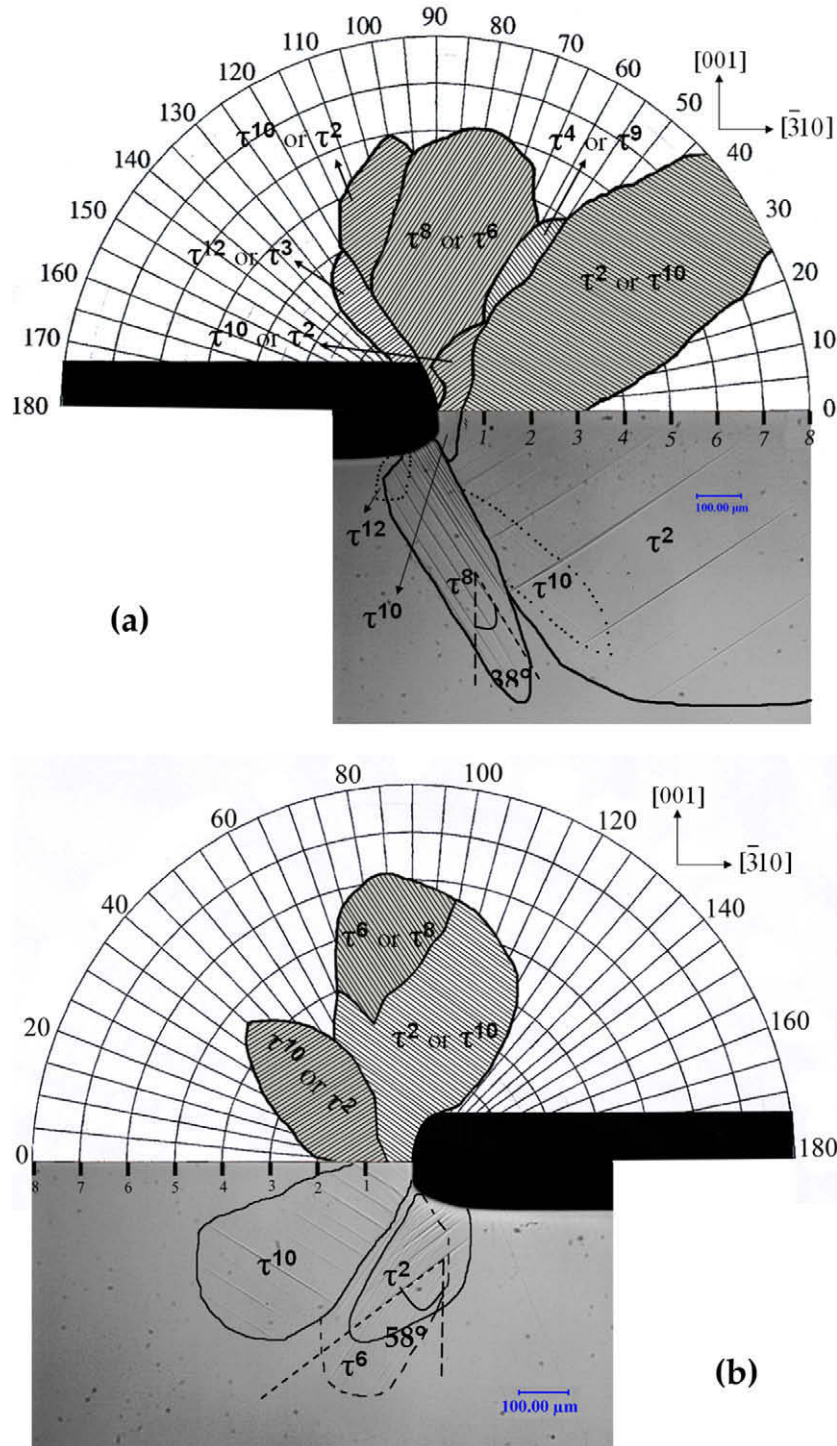 90
100
80
110
70
[001]
120
60
130
τ¹⁰ or τ²
τ⁴ or τ⁹
50
[3̄10]
140
40
150
τ¹² or τ³
τ⁸ or τ⁶
30
160
τ² or τ¹⁰
20
170
τ¹⁰ or τ²
10
180
0
1 2 3 4 5 6 7 8
100.00 µm
τ¹²
τ²
τ⁸
τ¹⁰
τ¹⁰
(a)
38°
80
100
[001]
60
120
[3̄10]
40
140
τ⁶ or τ⁸
20
τ² or τ¹⁰
160
τ¹⁰ or τ²
0
180
8 7 6 5 4 3 2 1
τ¹⁰
τ²
58°
τ⁶
(b)
100.00 µm